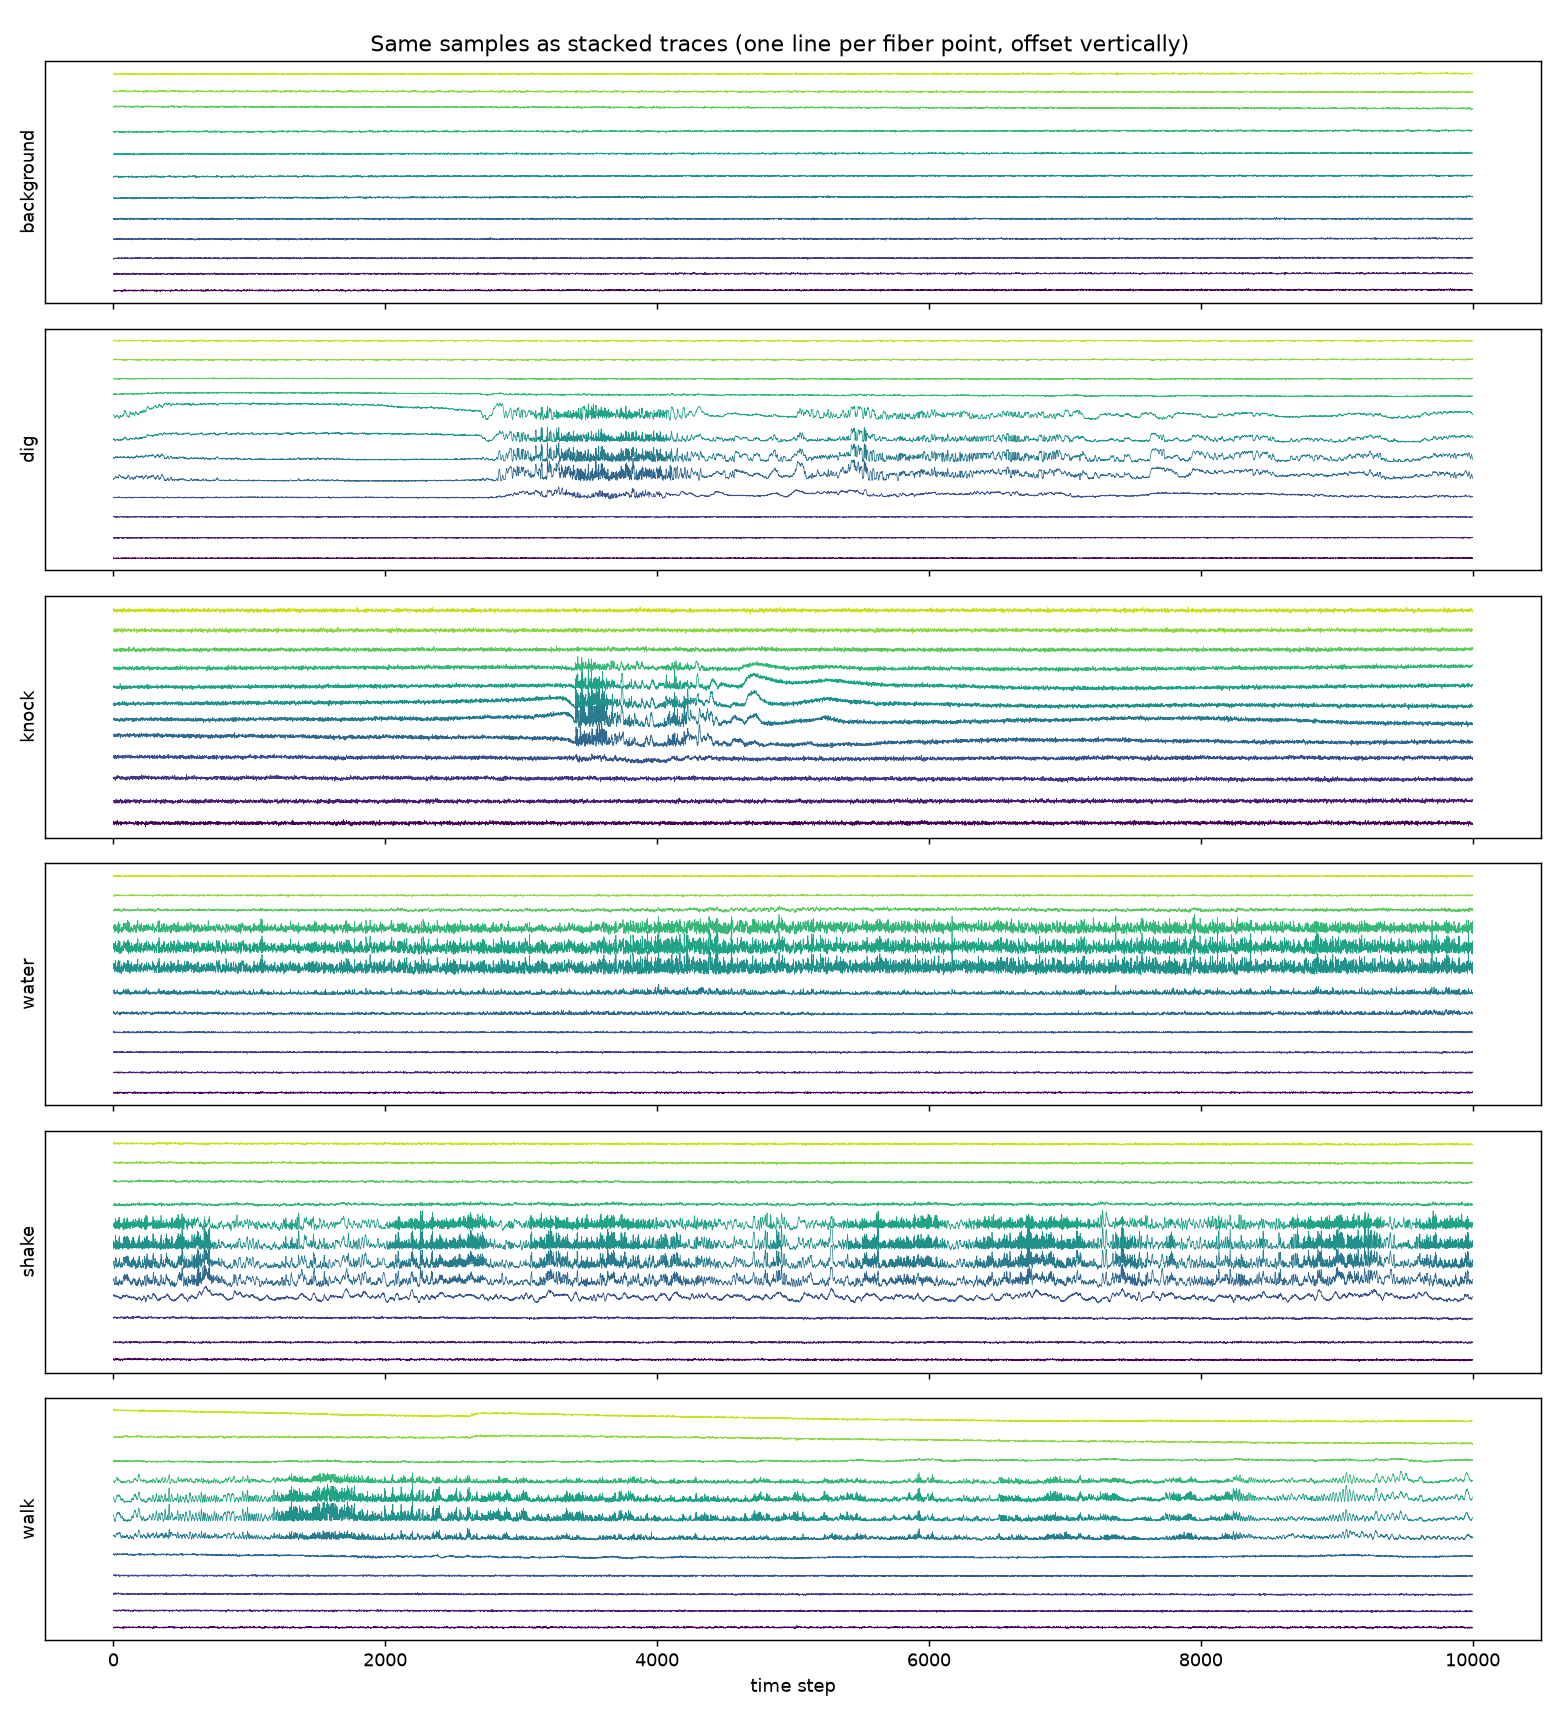 Same samples as stacked traces (one line per fiber point, offset vertically)
background
dig
knock
water
shake
walk
0 2000 4000 6000 8000 10000
time step